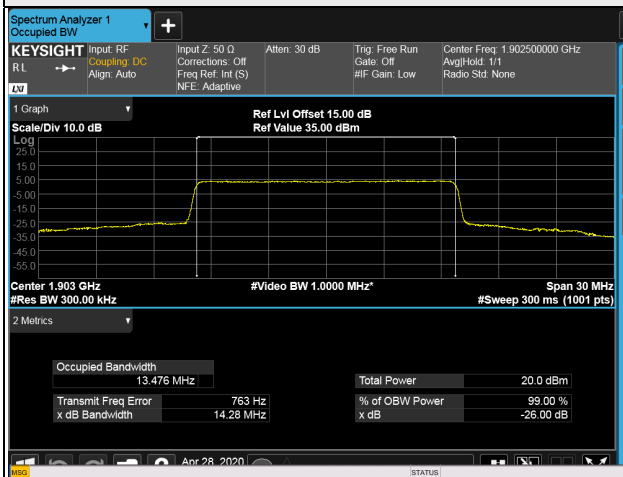 Spectrum Analyzer 1
Occupied BW
+
KEYSIGHT Input: RF Input Z: 50 Ω Atten: 30 dB Trig: Free Run Center Freq: 1.902500000 GHz
RL Coupling: DC Corrections: Off Gate: Off Avg|Hold: 1/1
Align: Auto Freq Ref: Int (S) #IF Gain: Low Radio Std: None
LXI NFE: Adaptive
1 Graph Ref Lvl Offset 15.00 dB
Scale/Div 10.0 dB Ref Value 35.00 dBm
Log
25.0
15.0
5.00
-5.00
-15.0
-25.0
-35.0
-45.0
-55.0
Center 1.903 GHz #Video BW 1.0000 MHz* Span 30 MHz
#Res BW 300.00 kHz #Sweep 300 ms (1001 pts)
2 Metrics
Occupied Bandwidth
13.476 MHz Total Power 20.0 dBm
Transmit Freq Error 763 Hz % of OBW Power 99.00 %
x dB Bandwidth 14.28 MHz x dB -26.00 dB
Apr 28, 2020
MSG STATUS